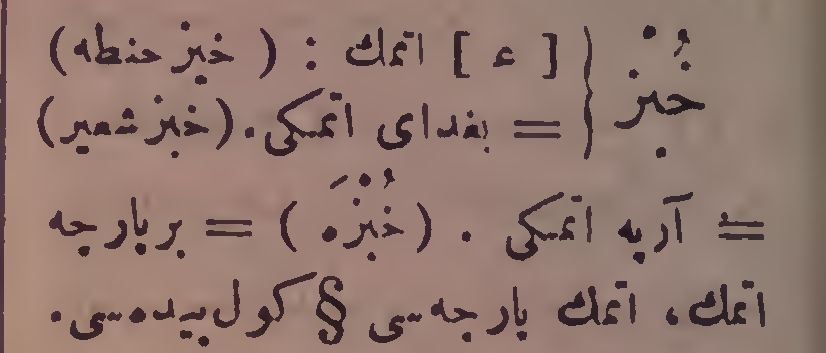 خُبز { [ ع ] اتمك : ( خبز حنطه )
= بغدای اتمكی . ( خبز شعیر )
= آرپه اتمكی . ( خُبْزَه ) = بر پارچه
اتمك ، اتمك پارچه سی § كول پیده سی .